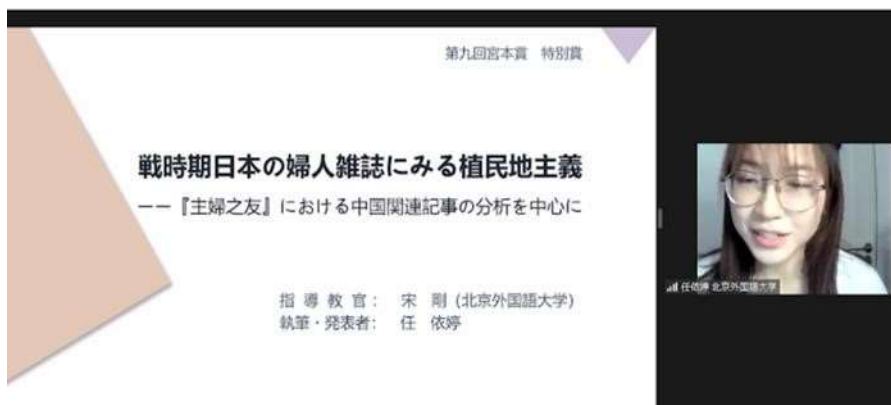 第九回宮本賞　特別賞
戦時期日本の婦人雑誌にみる植民地主義
——『主婦之友』における中国関連記事の分析を中心に
指 導 教 官：　宋　剛 (北京外国語大学)
執筆・発表者：　任　依婷
任依婷 北京外国語大学